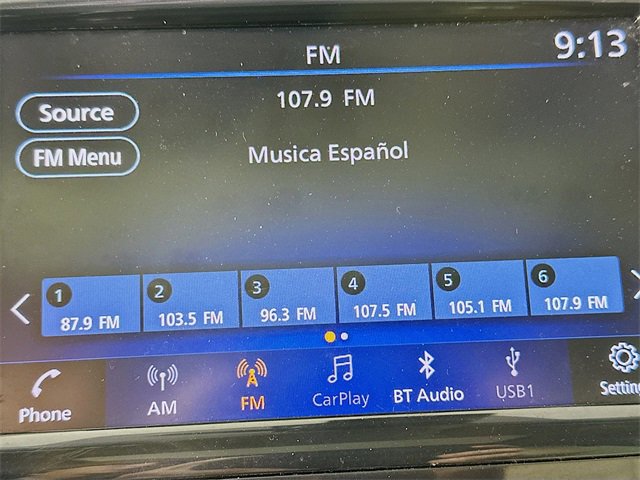 FM
9:13
Source
107.9 FM
FM Menu
Musica Español
1
2
3
4
5
6
87.9 FM
103.5 FM
96.3 FM
107.5 FM
105.1 FM
107.9 FM
Phone
AM
A
FM
CarPlay
BT Audio
USB1
Setting